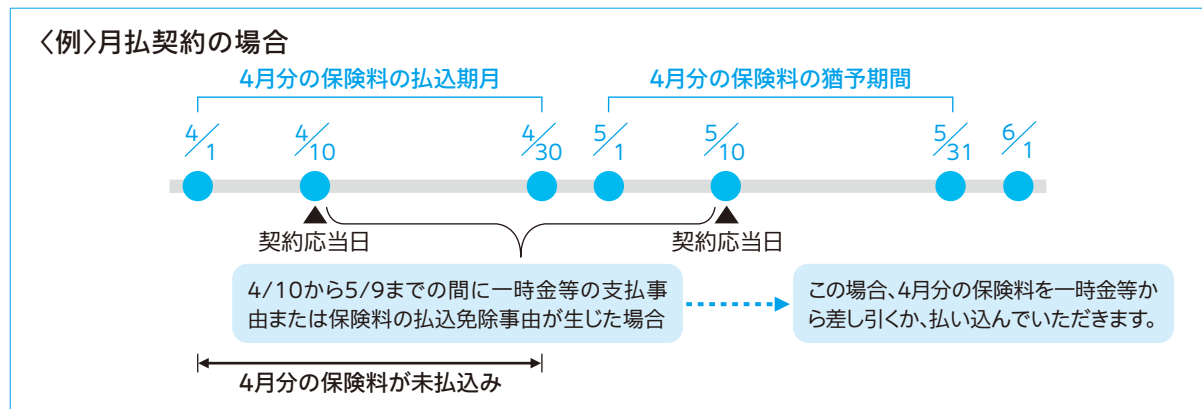 〈例〉月払契約の場合
4月分の保険料の払込期月
4月分の保険料の猶予期間
4/1
4/10
4/30
5/1
5/10
5/31
6/1
契約応当日
契約応当日
4/10から5/9までの間に一時金等の支払事
由または保険料の払込免除事由が生じた場合
この場合、4月分の保険料を一時金等か
ら差し引くか、払い込んでいただきます。
4月分の保険料が未払込み